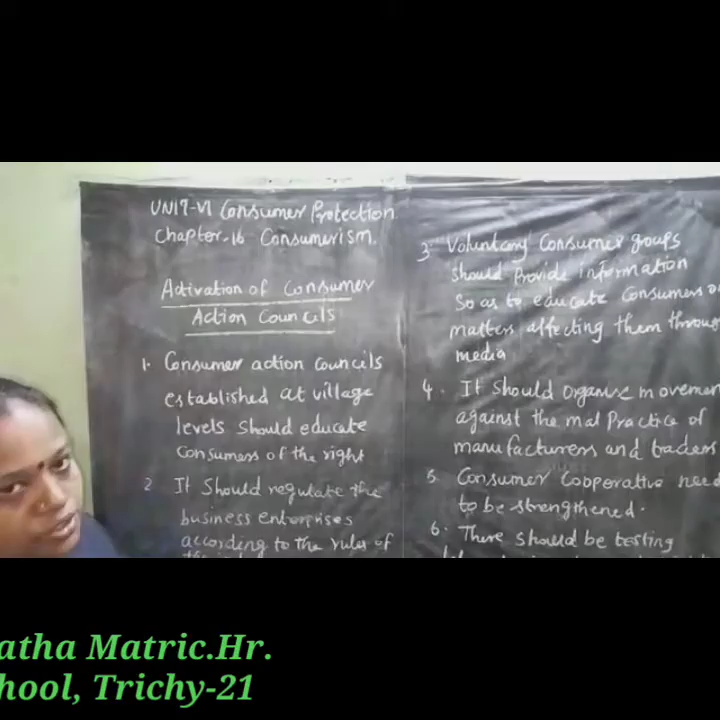 UNIT-VI Consumer Protection
Chapter-16 Consumerism.
Activation of Consumer
Action Councils
1. Consumer action councils
established at village
levels should educate
Consumers of the right
2 It should regulate the
business enterprises
according to the rules of
3 Voluntary Consumer groups
should provide information
So as to educate Consumers
matters affecting them throu
media
4. It should organise movemen
against the mal Practice of
manufacturers and traders
5. Consumer Cooperative need
to be strengthened.
6. There should be testing
atha Matric.Hr.
hool, Trichy-21